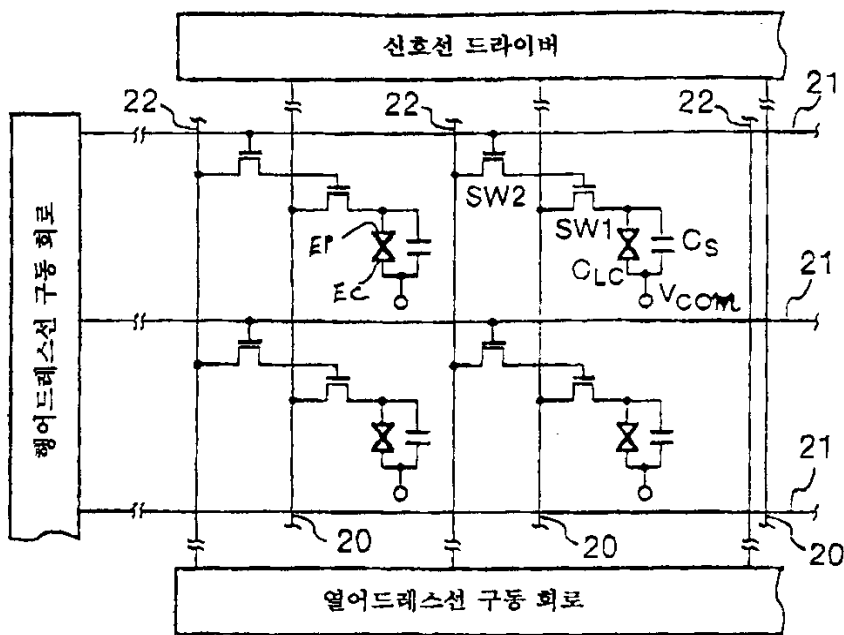 신호선 드라이버
22
22
22
21
행어드레스선 구동 회로
SW2
SW1
EP
EC
CLC
CS
VCOM
21
21
20
20
20
열어드레스선 구동 회로